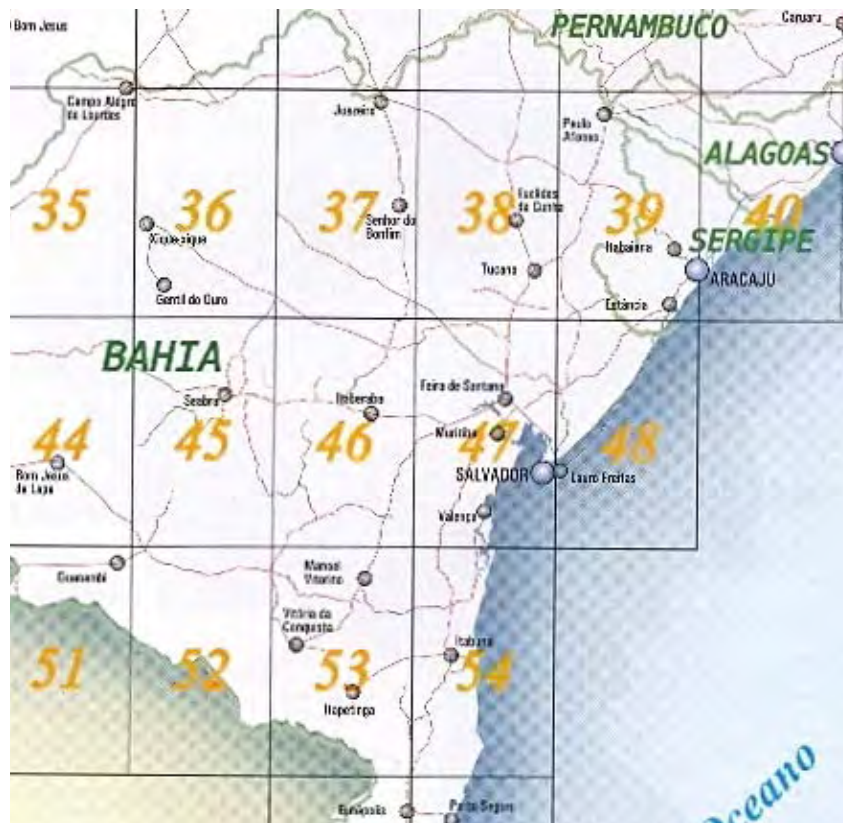 Bom Jesus
PERNAMBUCO
Caruaru
Campo Alegre
de Lourdes
Juazeiro
Paulo
Afonso
ALAGOAS
35
36
37
38
39
40
Xique-xique
Senhor do
Bonfim
Euclides
da Cunha
Itabaiana
SERGIPE
Gentil do Ouro
Tucano
ARACAJU
Estância
BAHIA
Seabra
Itaberaba
Feira de Santana
44
45
46
Muritiba
47
48
Bom Jesus
da Lapa
SALVADOR
Lauro Freitas
Valença
Guanambi
Manoel
Vitorino
Vitória da
Conquista
Itabuna
51
52
53
54
Itapetinga
Eunápolis
Porto Seguro
Oceano